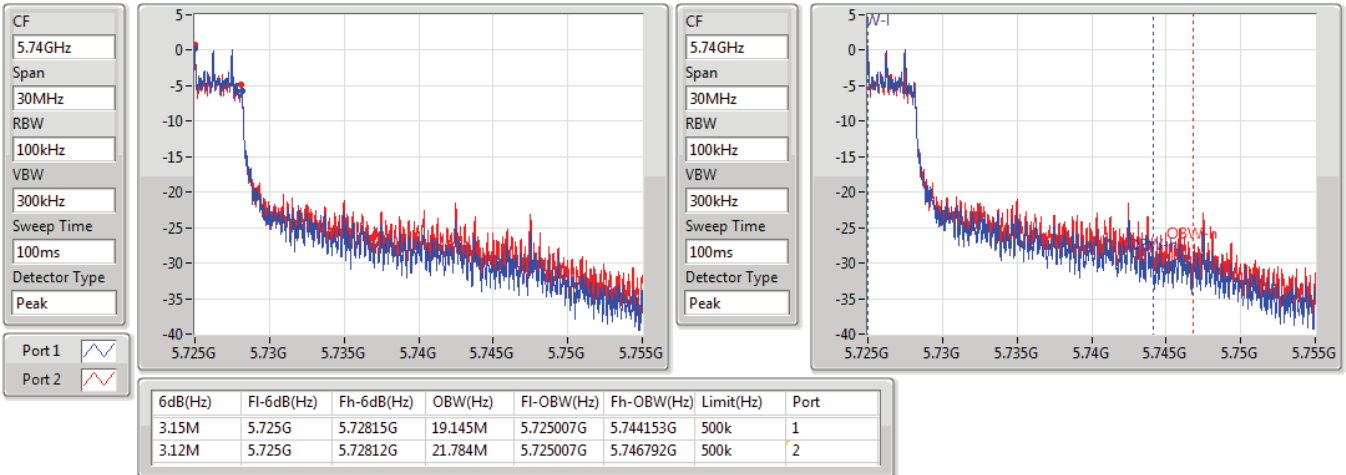 CF
5.74GHz
Span
30MHz
RBW
100kHz
VBW
300kHz
Sweep Time
100ms
Detector Type
Peak
Port 1
Port 2
5
0
-5
-10
-15
-20
-25
-30
-35
-40
5.725G 5.73G 5.735G 5.74G 5.745G 5.75G 5.755G
CF
5.74GHz
Span
30MHz
RBW
100kHz
VBW
300kHz
Sweep Time
100ms
Detector Type
Peak
5
0
-5
-10
-15
-20
-25
-30
-35
-40
W-l
OBW-h
5.725G 5.73G 5.735G 5.74G 5.745G 5.75G 5.755G
6dB(Hz) Fl-6dB(Hz) Fh-6dB(Hz) OBW(Hz) Fl-OBW(Hz) Fh-OBW(Hz) Limit(Hz) Port
3.15M 5.725G 5.72815G 19.145M 5.725007G 5.744153G 500k 1
3.12M 5.725G 5.72812G 21.784M 5.725007G 5.746792G 500k 2